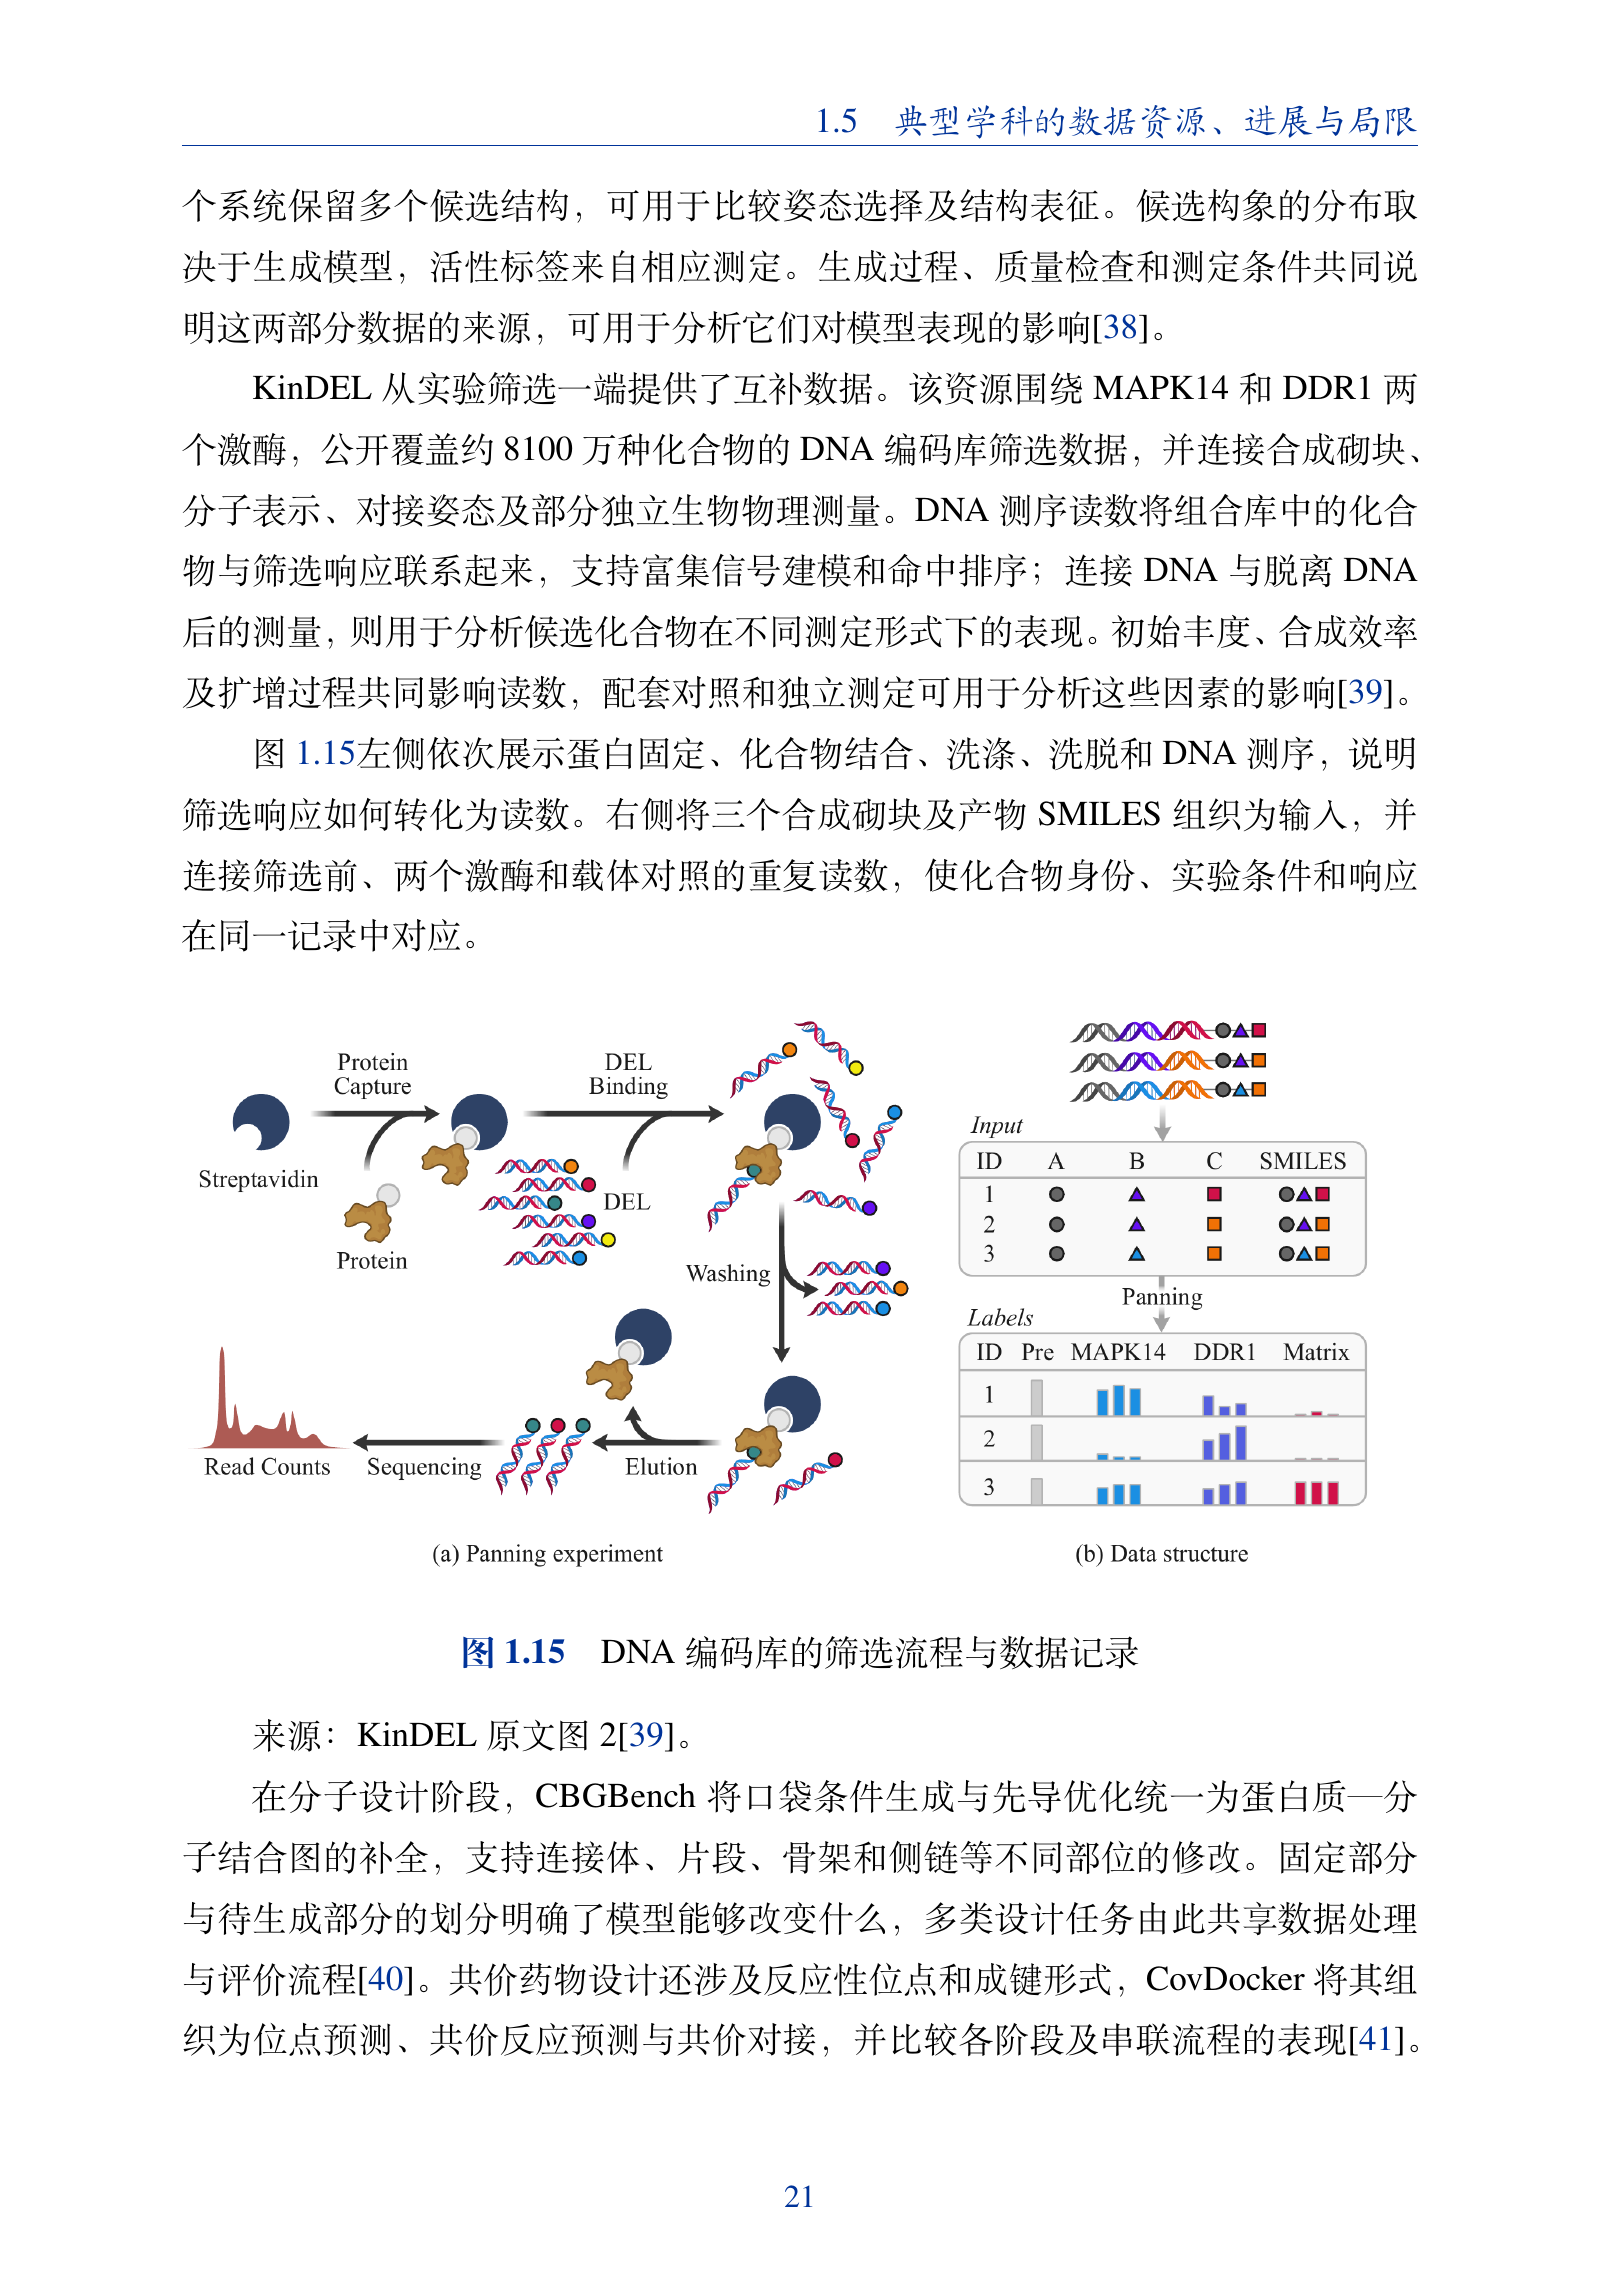 1.5 典型学科的数据资源、进展与局限
个系统保留多个候选结构，可用于比较姿态选择及结构表征。候选构象的分布取
决于生成模型，活性标签来自相应测定。生成过程、质量检查和测定条件共同说
明这两部分数据的来源，可用于分析它们对模型表现的影响[38]。
KinDEL 从实验筛选一端提供了互补数据。该资源围绕 MAPK14 和 DDR1 两
个激酶，公开覆盖约 8100 万种化合物的 DNA 编码库筛选数据，并连接合成砌块、
分子表示、对接姿态及部分独立生物物理测量。DNA 测序读数将组合库中的化合
物与筛选响应联系起来，支持富集信号建模和命中排序；连接 DNA 与脱离 DNA
后的测量，则用于分析候选化合物在不同测定形式下的表现。初始丰度、合成效率
及扩增过程共同影响读数，配套对照和独立测定可用于分析这些因素的影响[39]。
图 1.15左侧依次展示蛋白固定、化合物结合、洗涤、洗脱和 DNA 测序，说明
筛选响应如何转化为读数。右侧将三个合成砌块及产物 SMILES 组织为输入，并
连接筛选前、两个激酶和载体对照的重复读数，使化合物身份、实验条件和响应
在同一记录中对应。
Protein
Capture
DEL
Binding
Streptavidin
DEL
Protein
Washing
Read Counts
Sequencing
Elution
(a) Panning experiment
Input
ID A B C SMILES
1
2
3
Panning
Labels
ID Pre MAPK14 DDR1 Matrix
1
2
3
(b) Data structure
图 1.15 DNA 编码库的筛选流程与数据记录
来源：KinDEL 原文图 2[39]。
在分子设计阶段，CBGBench 将口袋条件生成与先导优化统一为蛋白质—分
子结合图的补全，支持连接体、片段、骨架和侧链等不同部位的修改。固定部分
与待生成部分的划分明确了模型能够改变什么，多类设计任务由此共享数据处理
与评价流程[40]。共价药物设计还涉及反应性位点和成键形式，CovDocker 将其组
织为位点预测、共价反应预测与共价对接，并比较各阶段及串联流程的表现[41]。
21